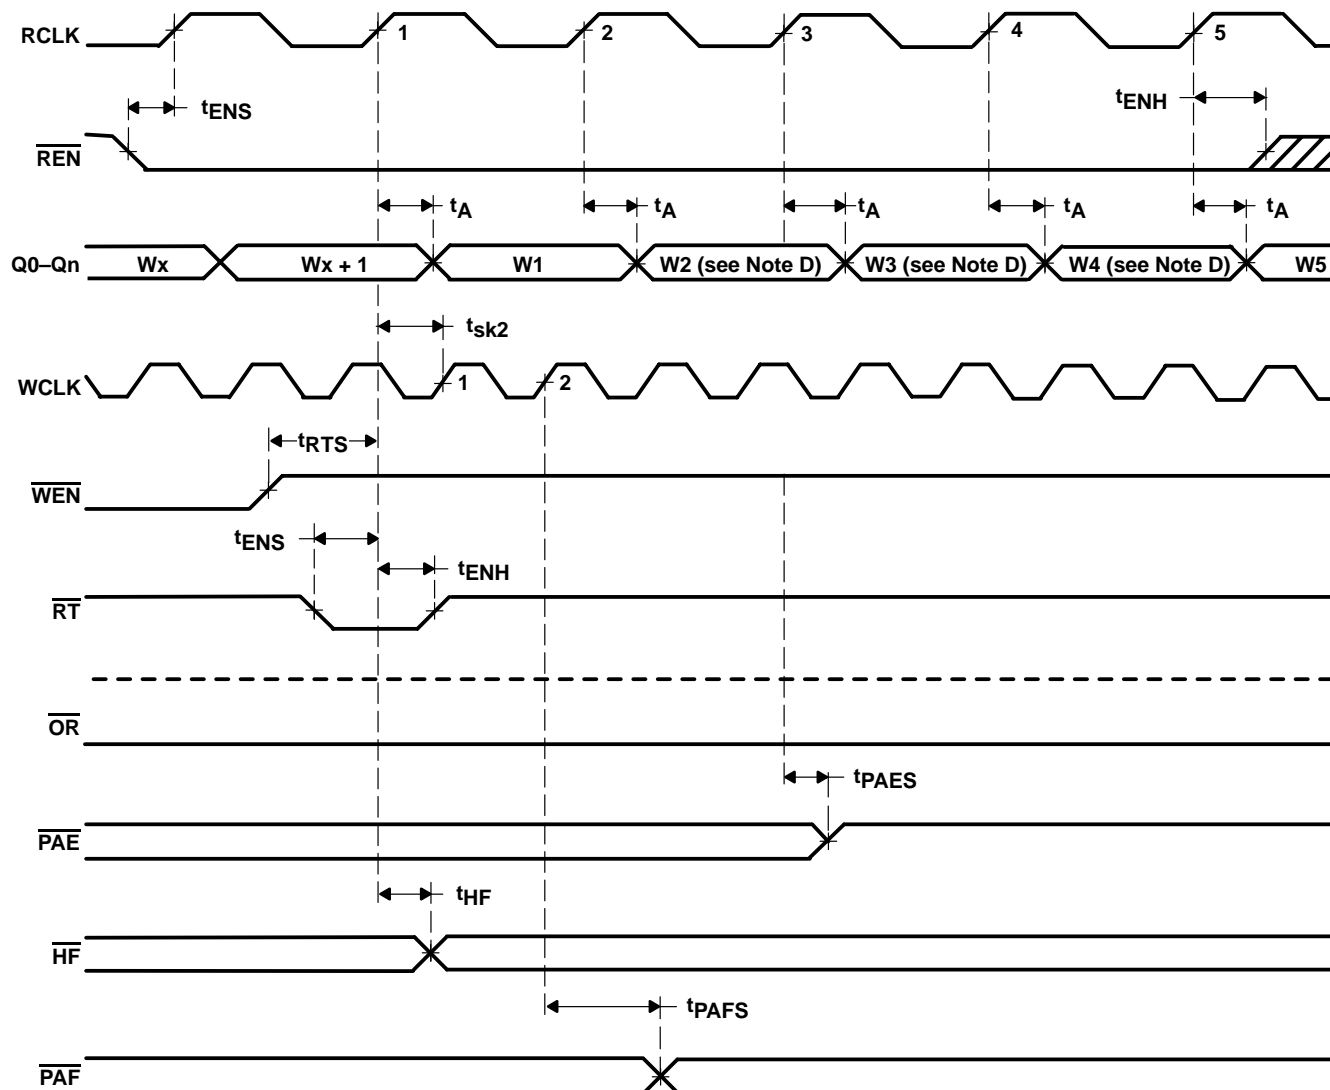 RCLK 1 2 3 4 5
tENS tENH
REN
tA tA tA tA tA
Q0–Qn Wx Wx + 1 W1 W2 (see Note D) W3 (see Note D) W4 (see Note D) W5
tsk2
WCLK 1 2
tRTS
WEN
tENS
tENH
RT
OR
tPAES
PAE
tHF
HF
tPAFS
PAF